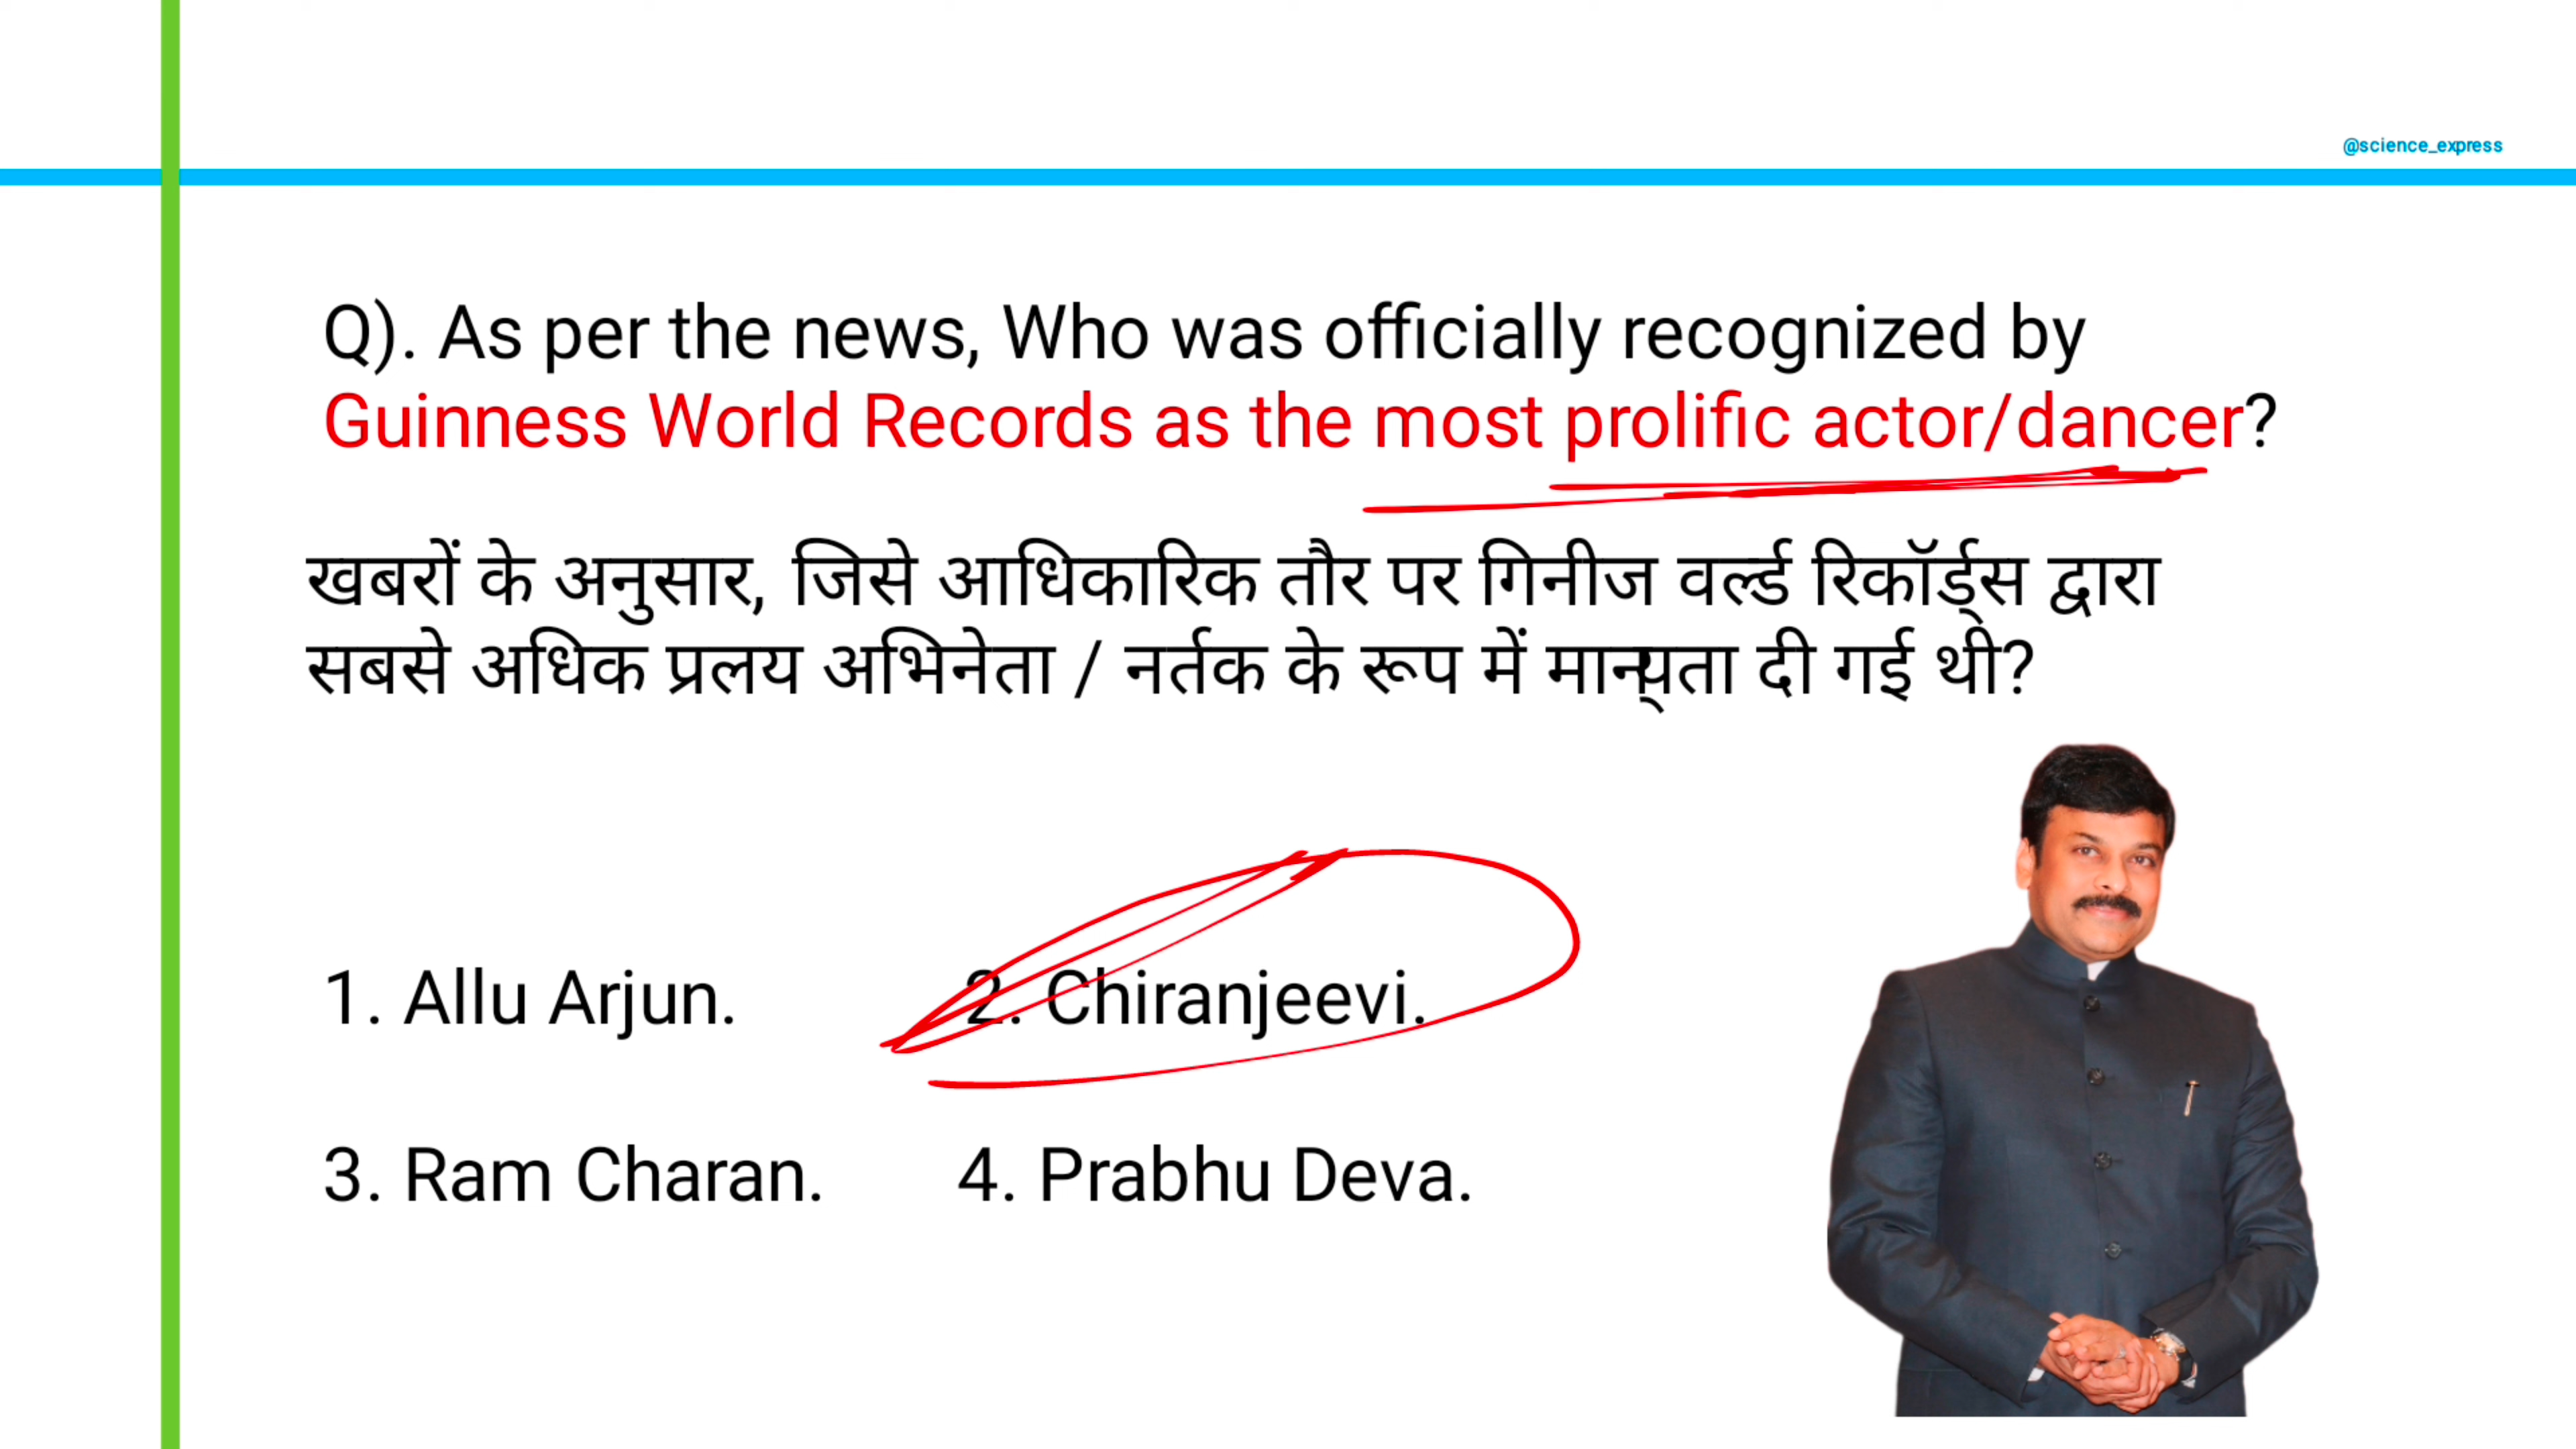 @science_express
Q). As per the news, Who was officially recognized by
Guinness World Records as the most prolific actor/dancer?
खबरों के अनुसार, जिसे आधिकारिक तौर पर गिनीज वर्ल्ड रिकॉर्ड्स द्वारा
सबसे अधिक प्रलय अभिनेता / नर्तक के रूप में मान्यता दी गई थी?
1. Allu Arjun. 2. Chiranjeevi.
3. Ram Charan. 4. Prabhu Deva.